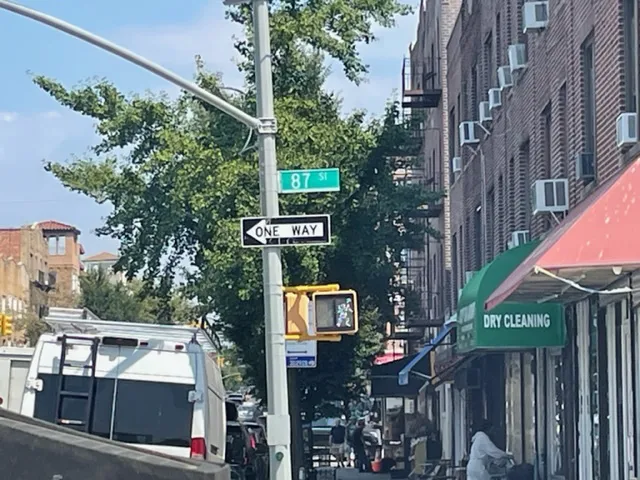 87 ST
ONE WAY
DRY CLEANING